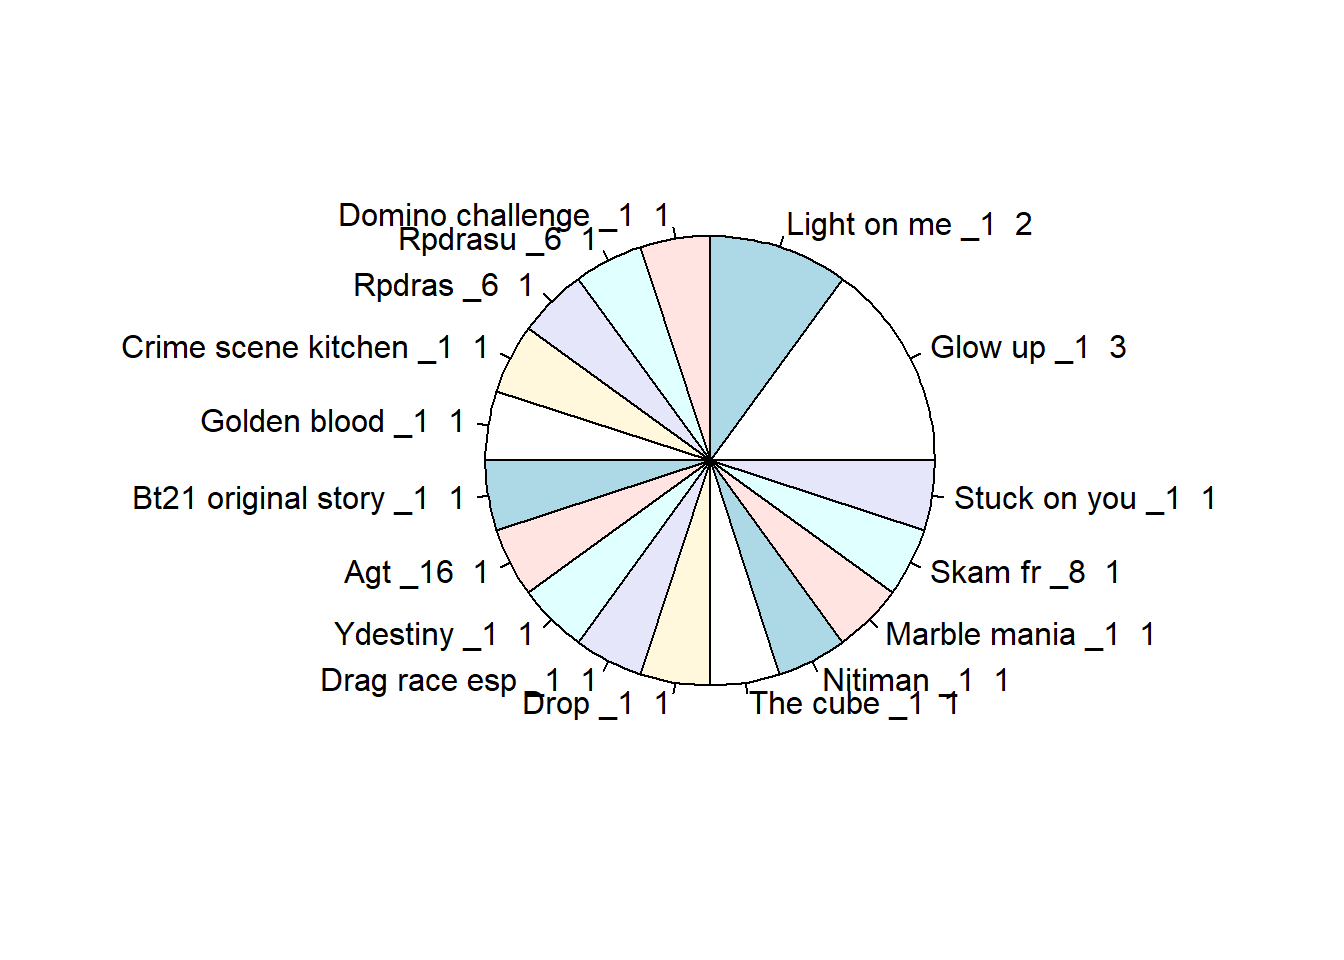 Domino challenge _1  1
Light on me _1  2
Rpdrasu _6  1
Rpdras _6  1
Crime scene kitchen _1  1
Glow up _1  3
Golden blood _1  1
Bt21 original story _1  1
Stuck on you _1  1
Agt _16  1
Skam fr _8  1
Ydestiny _1  1
Marble mania _1  1
Drag race esp _1  1
Nitiman _1  1
Drop _1  1
The cube _1  1